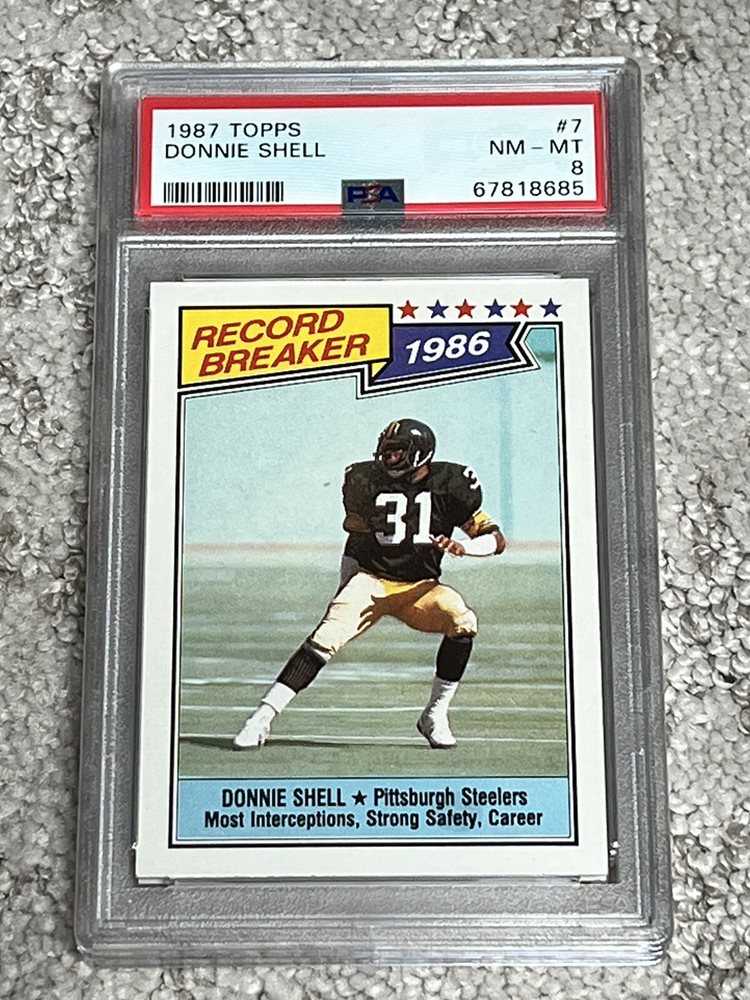 1987 TOPPS #7
DONNIE SHELL NM - MT
8
PSA 67818685
RECORD
BREAKER 1986
31
DONNIE SHELL ★ Pittsburgh Steelers
Most Interceptions, Strong Safety, Career